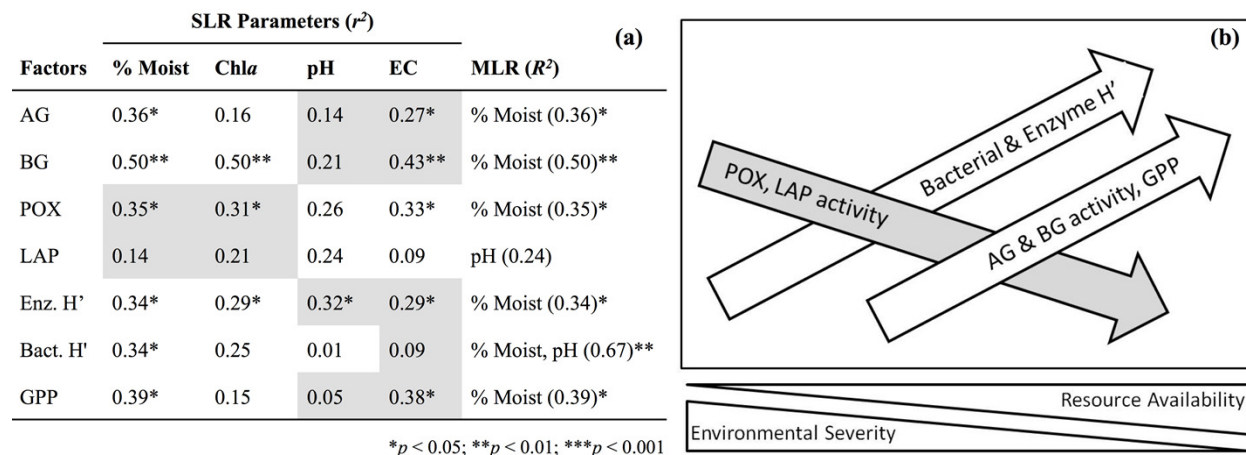 SLR Parameters (r²)
(a)
Factors % Moist Chla pH EC MLR (R²)
AG 0.36* 0.16 0.14 0.27* % Moist (0.36)*
BG 0.50** 0.50** 0.21 0.43** % Moist (0.50)**
POX 0.35* 0.31* 0.26 0.33* % Moist (0.35)*
LAP 0.14 0.21 0.24 0.09 pH (0.24)
Enz. H’ 0.34* 0.29* 0.32* 0.29* % Moist (0.34)*
Bact. H' 0.34* 0.25 0.01 0.09 % Moist, pH (0.67)**
GPP 0.39* 0.15 0.05 0.38* % Moist (0.39)*
*p < 0.05; **p < 0.01; ***p < 0.001
(b)
Bacterial & Enzyme H’
POX, LAP activity
AG & BG activity, GPP
Resource Availability
Environmental Severity